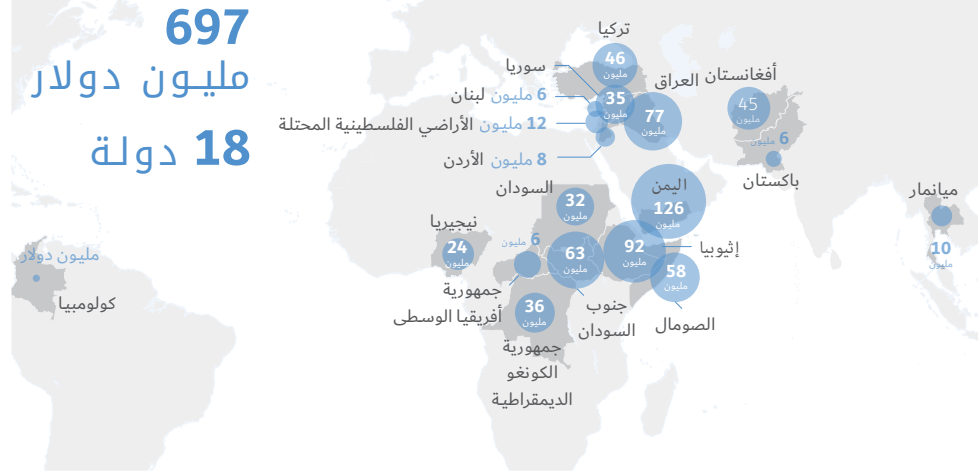 697
مليون دولار
18 دولة
تركيا
46
مليون
سوريا
35
مليون
6 مليون لبنان
12 مليون الأراضي الفلسطينية المحتلة
8 مليون الأردن
العراق
77
مليون
أفغانستان
45
مليون
6 مليون
باكستان
ميانمار
10
مليون
اليمن
126
مليون
السودان
32
مليون
نيجيريا
24
مليون
6 مليون
جمهورية
أفريقيا الوسطى
63
مليون
جنوب
السودان
92
مليون
إثيوبيا
58
مليون
الصومال
36
مليون
جمهورية
الكونغو
الديمقراطية
مليون دولار
كولومبيا